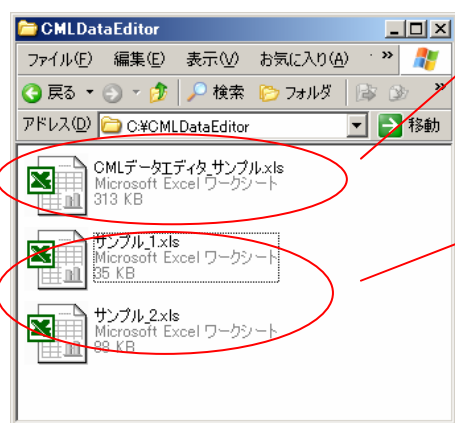 CMLDataEditor
ファイル(F) 編集(E) 表示(V) お気に入り(A) »
戻る 検索 フォルダ »
アドレス(D) C:¥CMLDataEditor 移動
CMLデータエディタ_サンプル.xls
Microsoft Excel ワークシート
313 KB
サンプル_1.xls
Microsoft Excel ワークシート
35 KB
サンプル_2.xls
Microsoft Excel ワークシート
88 KB